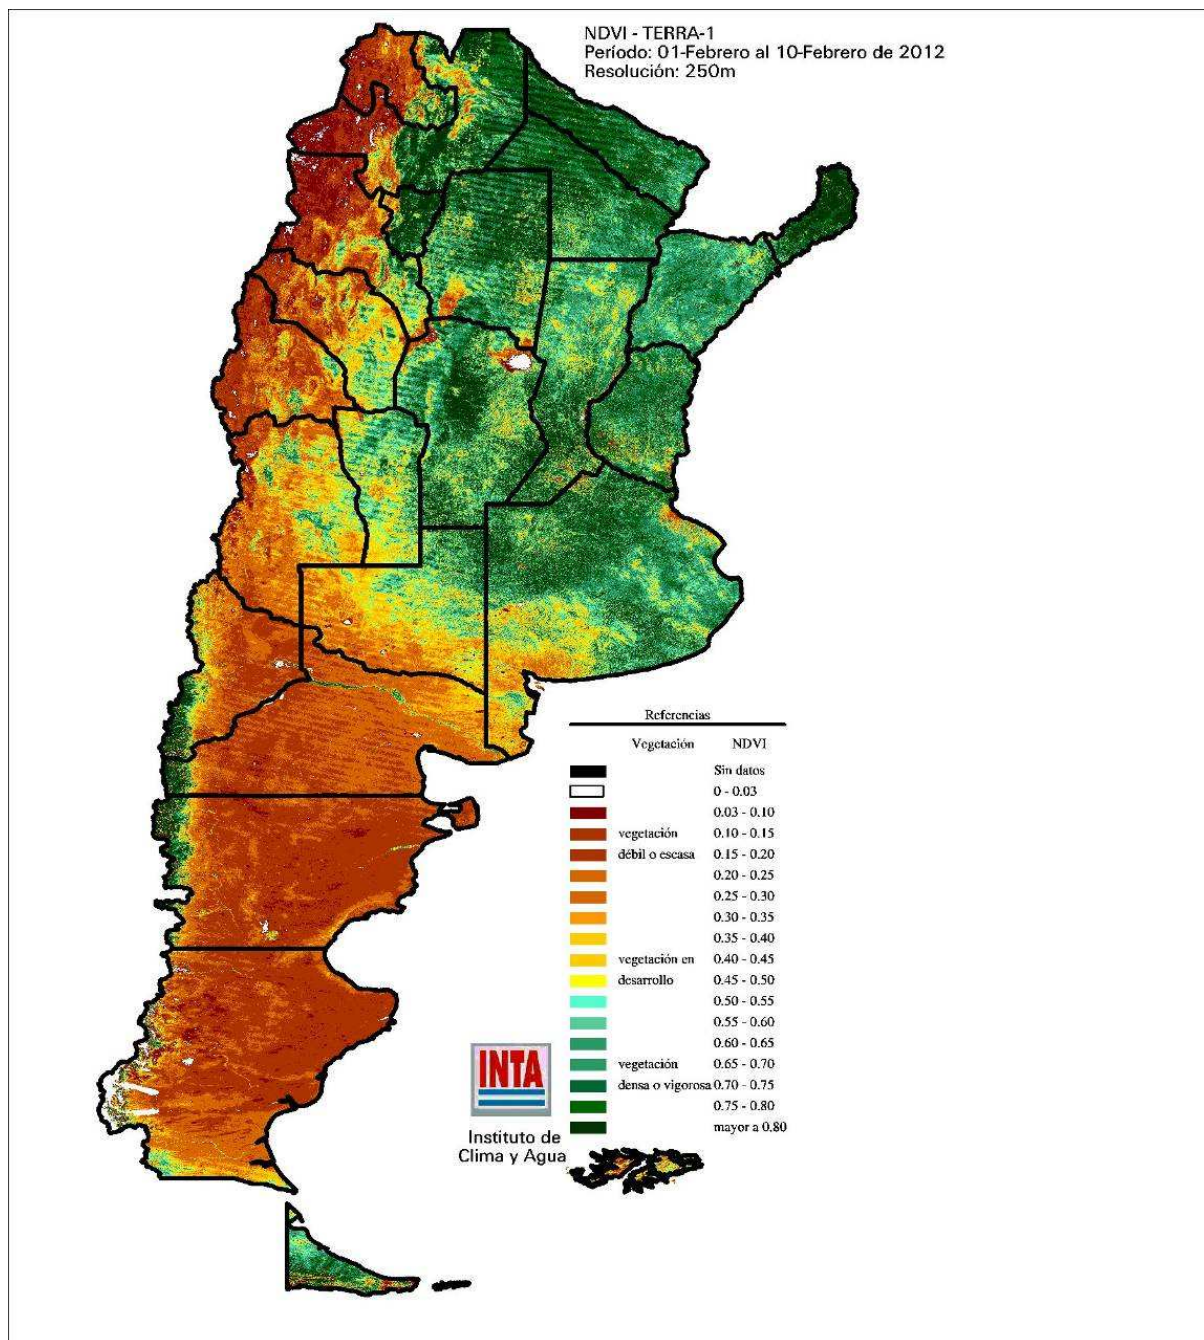 NDVI - TERRA-1
Período: 01-Febrero al 10-Febrero de 2012
Resolución: 250m
Referencias
Vegetación NDVI
Sin datos
0 - 0.03
0.03 - 0.10
vegetación 0.10 - 0.15
débil o escasa 0.15 - 0.20
0.20 - 0.25
0.25 - 0.30
0.30 - 0.35
0.35 - 0.40
vegetación en 0.40 - 0.45
desarrollo 0.45 - 0.50
0.50 - 0.55
0.55 - 0.60
0.60 - 0.65
vegetación 0.65 - 0.70
densa o vigorosa 0.70 - 0.75
0.75 - 0.80
mayor a 0.80
INTA
Instituto de
Clima y Agua